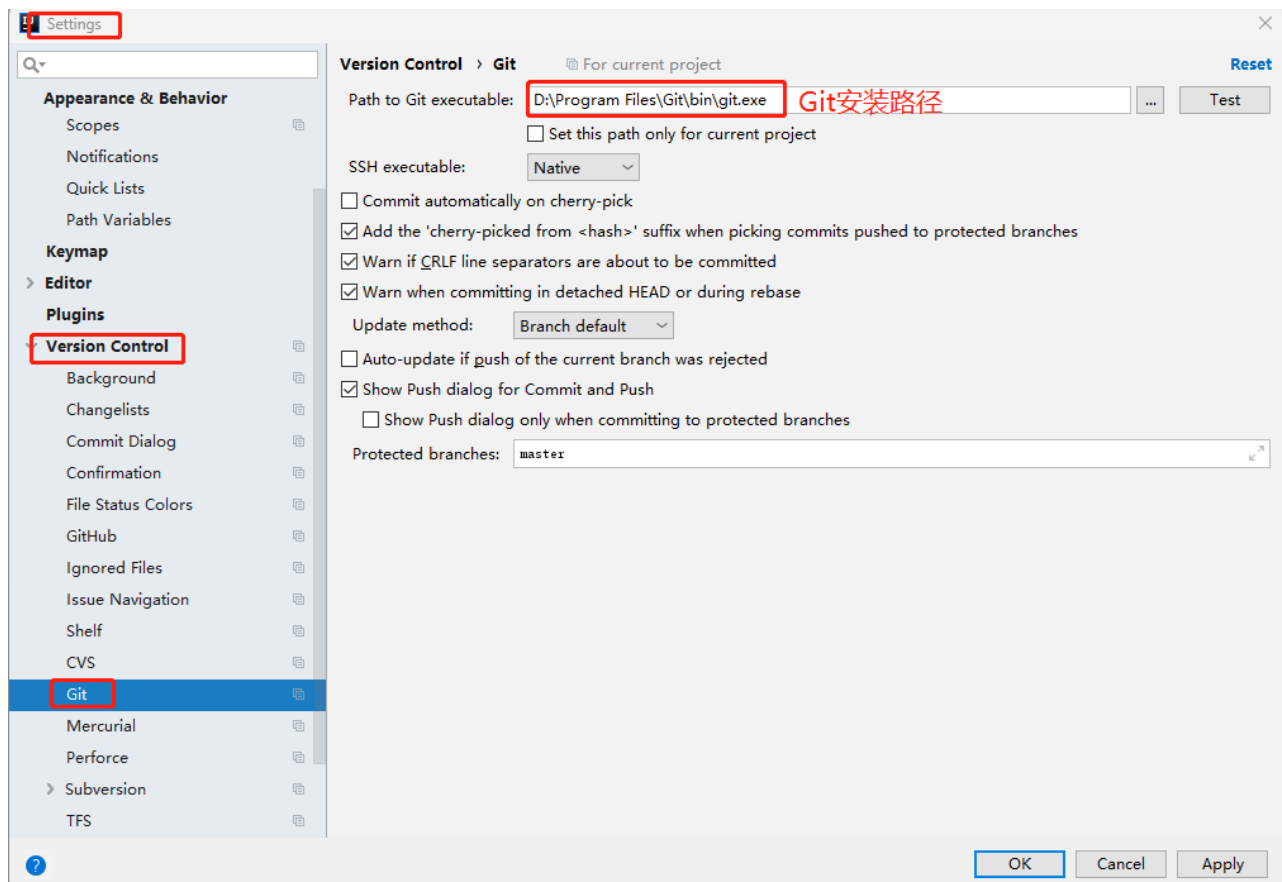 Settings
Appearance & Behavior
Scopes
Notifications
Quick Lists
Path Variables
Keymap
Editor
Plugins
Version Control
Background
Changelists
Commit Dialog
Confirmation
File Status Colors
GitHub
Ignored Files
Issue Navigation
Shelf
CVS
Git
Mercurial
Perforce
Subversion
TFS
Version Control › Git For current project Reset
Path to Git executable: D:\Program Files\Git\bin\git.exe Git安装路径 ... Test
Set this path only for current project
SSH executable: Native
Commit automatically on cherry-pick
Add the 'cherry-picked from <hash>' suffix when picking commits pushed to protected branches
Warn if CRLF line separators are about to be committed
Warn when committing in detached HEAD or during rebase
Update method: Branch default
Auto-update if push of the current branch was rejected
Show Push dialog for Commit and Push
Show Push dialog only when committing to protected branches
Protected branches: master
? OK Cancel Apply